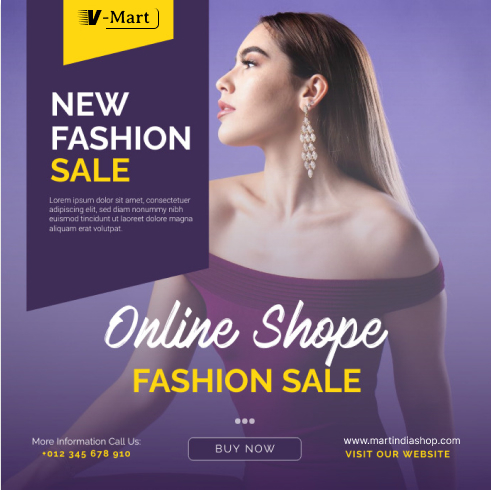 V-Mart
NEW
FASHION
SALE
Lorem ipsum dolor sit amet, consectetuer
adipiscing elit, sed diam nonummy nibh
euismod tincidunt ut laoreet dolore magna
aliquam erat volutpat.
Online Shope
FASHION SALE
More Information Call Us:
+012 345 678 910
BUY NOW
www.martindiashop.com
VISIT OUR WEBSITE